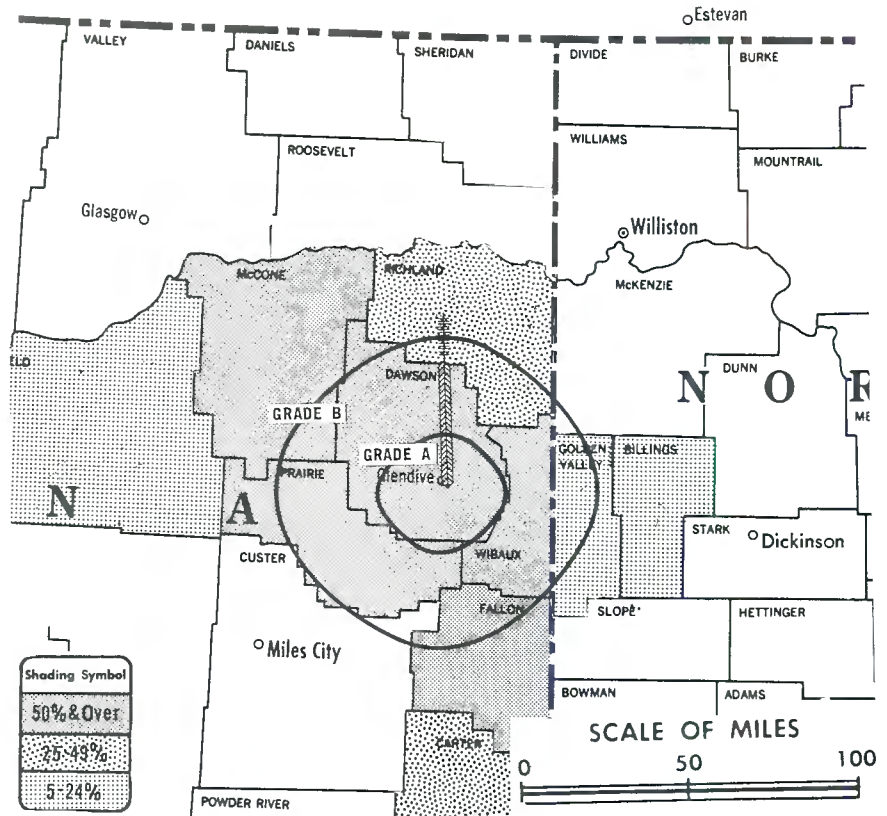 Estevan
VALLEY
DANIELS
SHERIDAN
DIVIDE
BURKE
ROOSEVELT
WILLIAMS
MOUNTRAIL
Glasgow
Williston
McCONE
RICHLAND
McKENZIE
ELD
DAWSON
DUNN
N O R
ME
GRADE B
GRADE A
Glendive
PRAIRIE
GOLDEN
VALLEY
BILLINGS
N A
STARK
Dickinson
CUSTER
WIBAUX
FALLON
SLOPE
HETTINGER
Miles City
Shading Symbol
50% & Over
25-49%
5-24%
BOWMAN
ADAMS
CARTER
SCALE OF MILES
0 50 100
POWDER RIVER